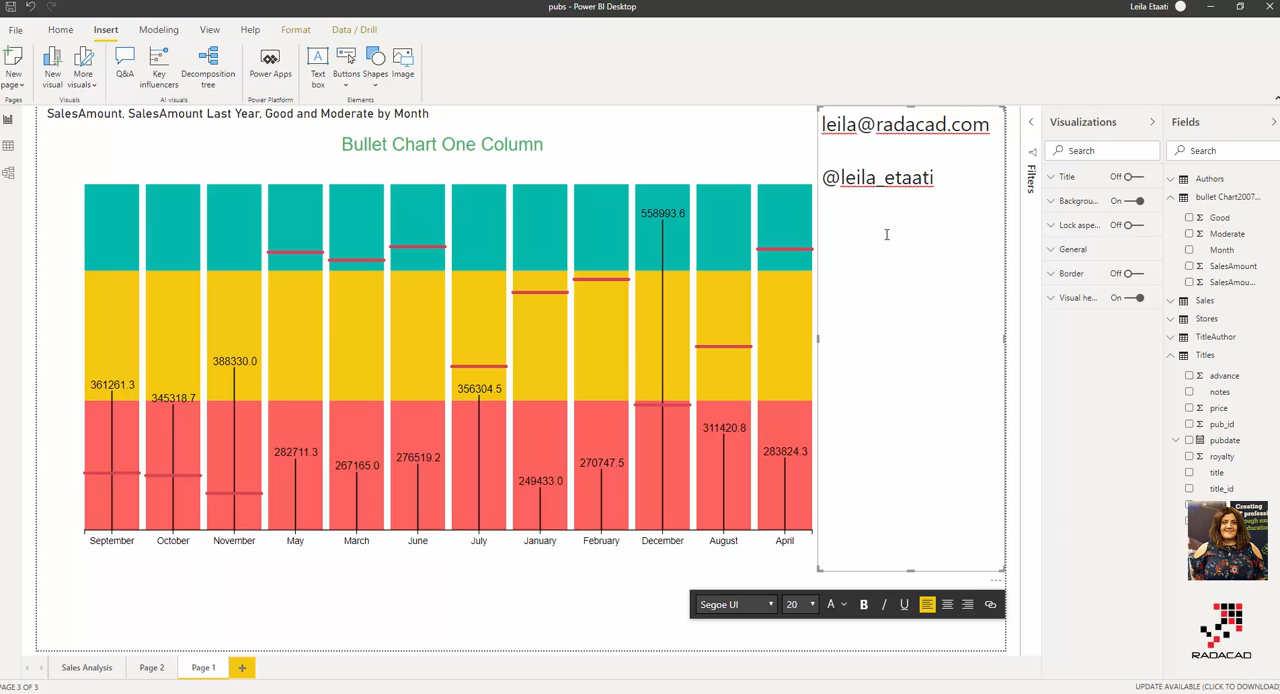 pubs - Power BI Desktop
Leila Etaati
File Home Insert Modeling View Help Format Data / Drill
New page
New visual
More visuals
Q&A
Key influencers
Decomposition tree
Power Apps
Text box
Buttons
Shapes
Image
Pages Visuals AI visuals Power Platform Elements
SalesAmount, SalesAmount Last Year, Good and Moderate by Month
Bullet Chart One Column
558993.6
388330.0
361261.3
356304.5
345318.7
311420.8
282711.3
283824.3
276519.2
270747.5
267165.0
249433.0
September October November May March June July January February December August April
leila@radacad.com
@leila_etaati
Segoe UI 20 A B I U
Filters
Visualizations
Search
Title Off
Backgrou... On
Lock aspe... Off
General
Border Off
Visual he... On
Fields
Search
Authors
bullet Chart2007...
Good
Moderate
Month
SalesAmount
SalesAmou...
Sales
Stores
TitleAuthor
Titles
advance
notes
price
pub_id
pubdate
royalty
title
title_id
RADACAD
Sales Analysis Page 2 Page 1 +
PAGE 3 OF 3
UPDATE AVAILABLE (CLICK TO DOWNLOAD